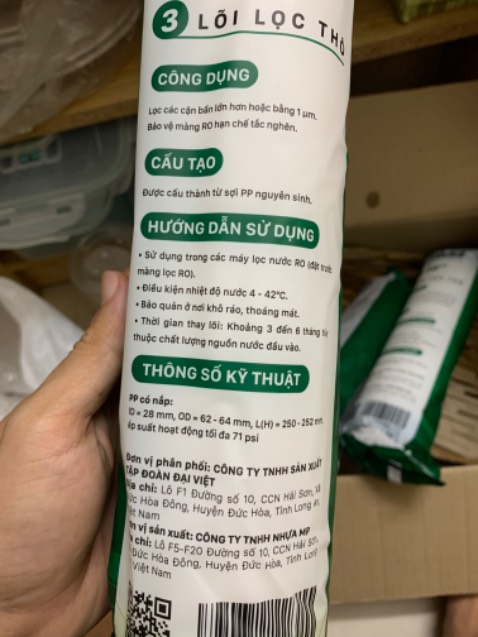 3 LÕI LỌC THÔ
CÔNG DỤNG
Lọc các cặn bẩn lớn hơn hoặc bằng 1 µm.
Bảo vệ màng RO hạn chế tắc nghẽn.
CẤU TẠO
Được cấu thành từ sợi PP nguyên sinh.
HƯỚNG DẪN SỬ DỤNG
• Sử dụng trong các máy lọc nước RO (đặt trước
màng lọc RO).
• Điều kiện nhiệt độ nước 4 - 42°C.
• Bảo quản ở nơi khô ráo, thoáng mát.
• Thời gian thay lõi: Khoảng 3 đến 6 tháng tùy
thuộc chất lượng nguồn nước đầu vào.
THÔNG SỐ KỸ THUẬT
PP có nắp:
ID = 28 mm, OD = 62 - 64 mm, L(H) = 250 - 252 mm,
áp suất hoạt động tối đa 71 psi
Đơn vị phân phối: CÔNG TY TNHH SẢN XUẤT
TẬP ĐOÀN ĐẠI VIỆT
Địa chỉ: Lô F1 Đường số 10, CCN Hải Sơn, Xã
Đức Hòa Đông, Huyện Đức Hòa, Tỉnh Long An,
Việt Nam
Đơn vị sản xuất: CÔNG TY TNHH NHỰA MP
chỉ: Lô F5-F20 Đường số 10, CCN Hải Sơn,
Đức Hòa Đông, Huyện Đức Hòa, Tỉnh Long
Việt Nam